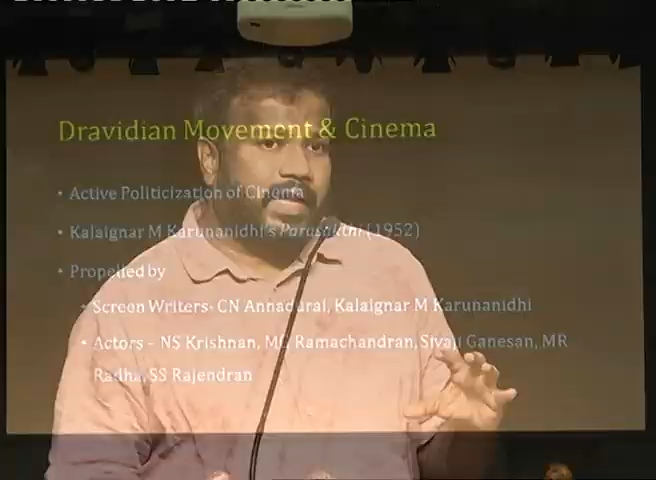 Dravidian Movement & Cinema
• Active Politicization of Cinema
• Kalaignar M Karunanidhi's Parasakthi (1952)
• Propelled by
• Screen Writers- CN Annadurai, Kalaignar M Karunanidhi
• Actors – NS Krishnan, MG Ramachandran, Sivaji Ganesan, MR
Radha, SS Rajendran